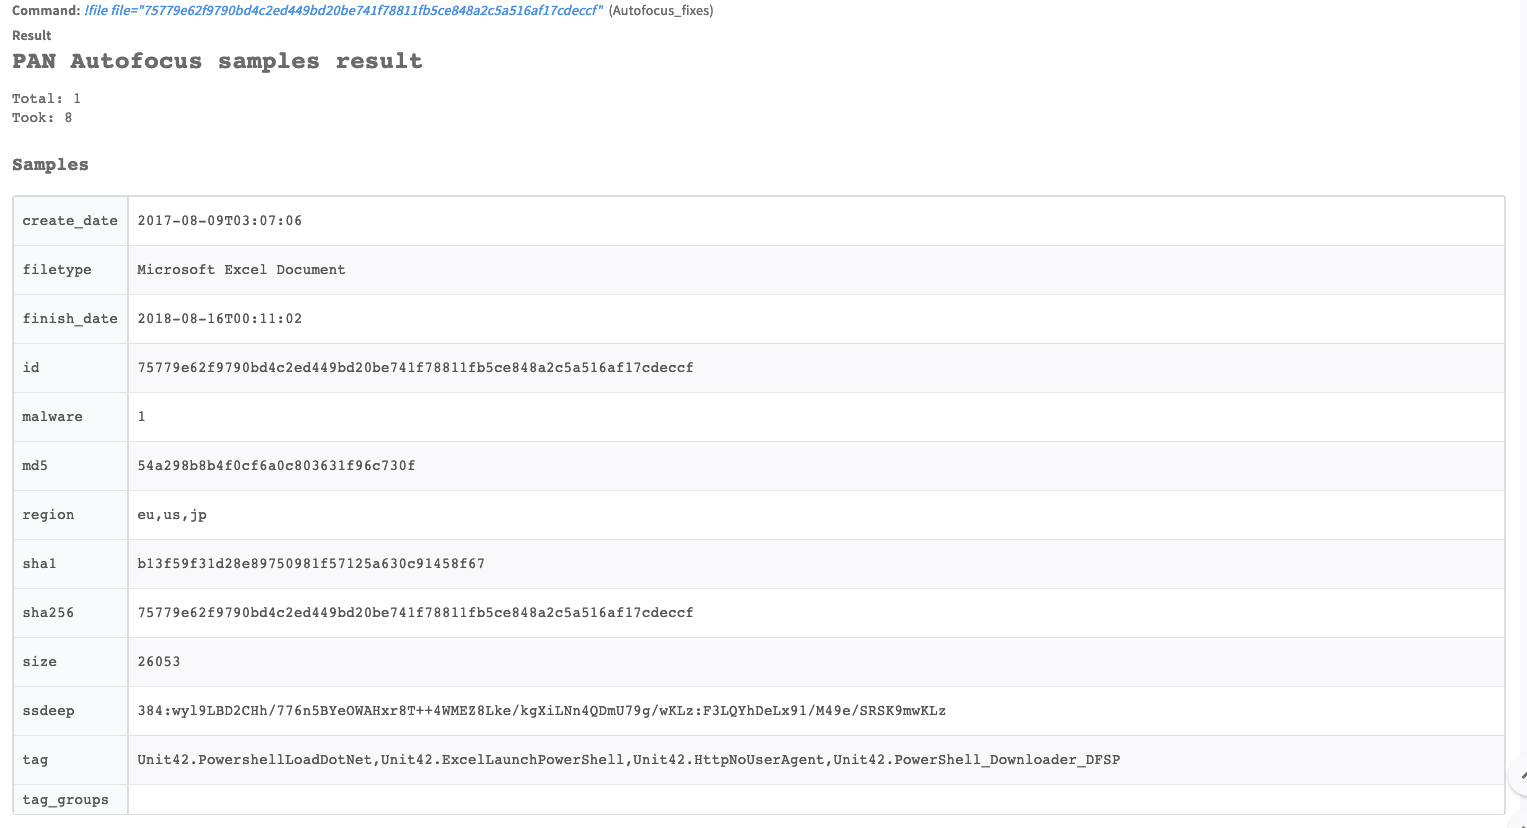 Command: !file file="75779e62f9790bd4c2ed449bd20be741f78811fb5ce848a2c5a516af17cdeccf" (Autofocus_fixes)
Result
PAN Autofocus samples result
Total: 1
Took: 8
Samples
create_date 2017-08-09T03:07:06
filetype Microsoft Excel Document
finish_date 2018-08-16T00:11:02
id 75779e62f9790bd4c2ed449bd20be741f78811fb5ce848a2c5a516af17cdeccf
malware 1
md5 54a298b8b4f0cf6a0c803631f96c730f
region eu,us,jp
sha1 b13f59f31d28e89750981f57125a630c91458f67
sha256 75779e62f9790bd4c2ed449bd20be741f78811fb5ce848a2c5a516af17cdeccf
size 26053
ssdeep 384:wyl9LBD2CHh/776n5BYeOWAHxr8T++4WMEZ8Lke/kgXiLNn4QDmU79g/wKLz:F3LQYhDeLx91/M49e/SRSK9mwKLz
tag Unit42.PowershellLoadDotNet,Unit42.ExcelLaunchPowerShell,Unit42.HttpNoUserAgent,Unit42.PowerShell_Downloader_DFSP
tag_groups